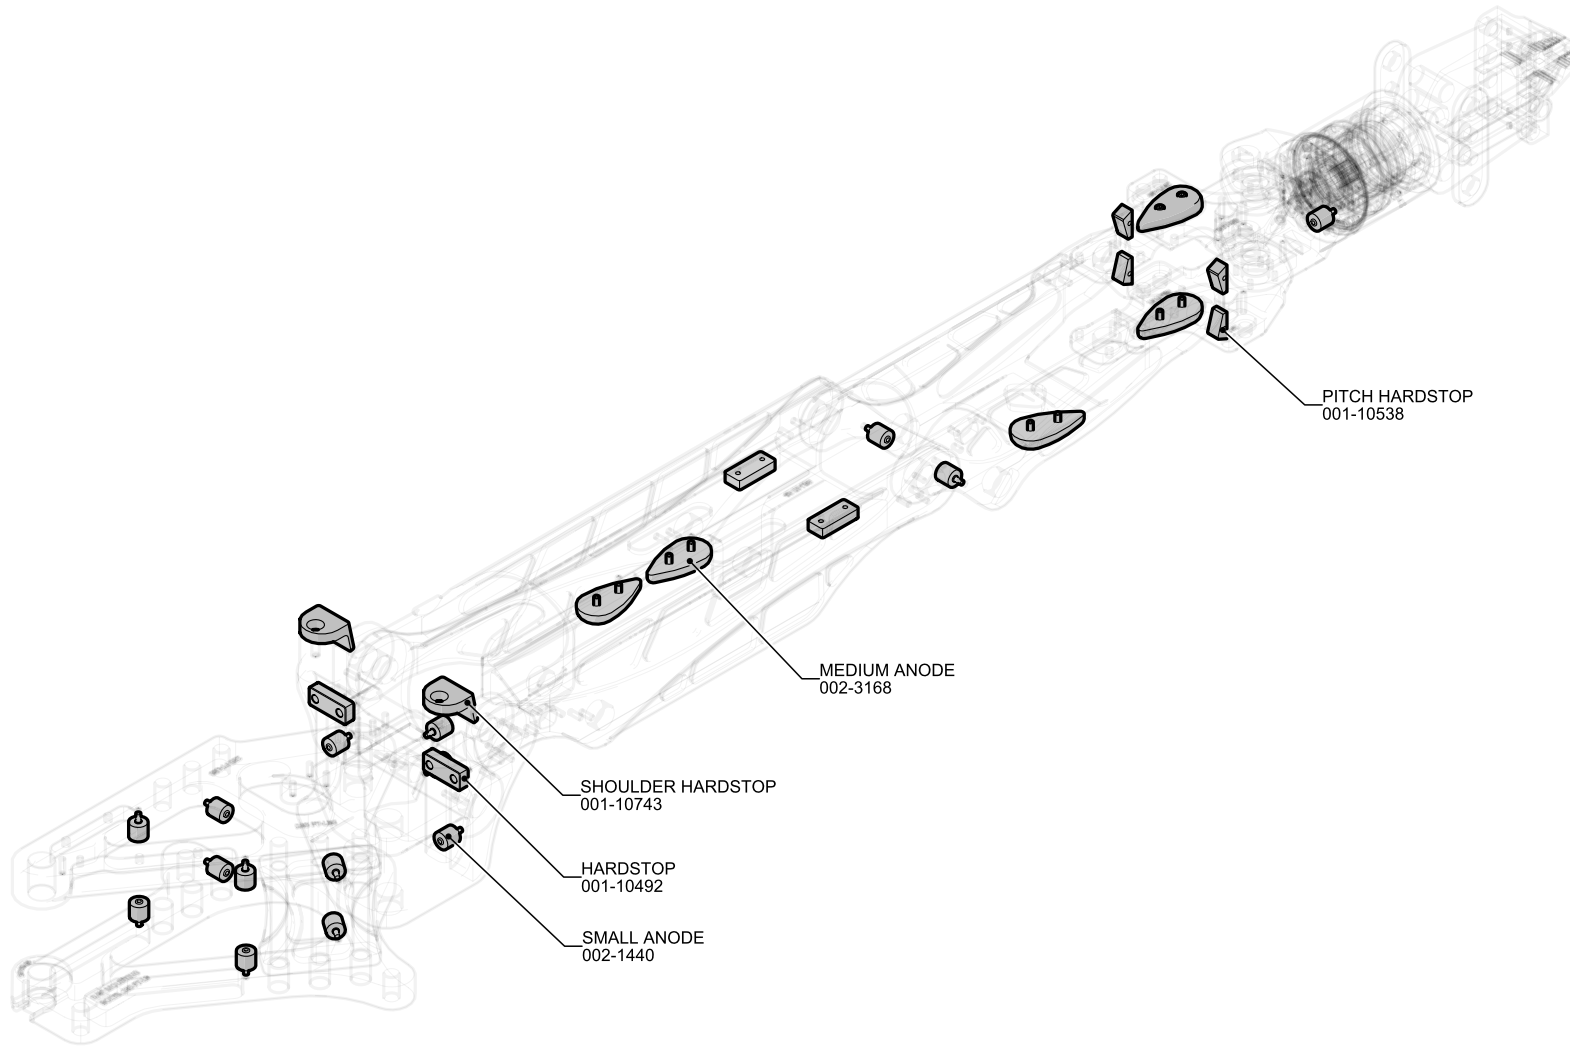 PITCH HARDSTOP
001-10538
MEDIUM ANODE
002-3168
SHOULDER HARDSTOP
001-10743
HARDSTOP
001-10492
SMALL ANODE
002-1440